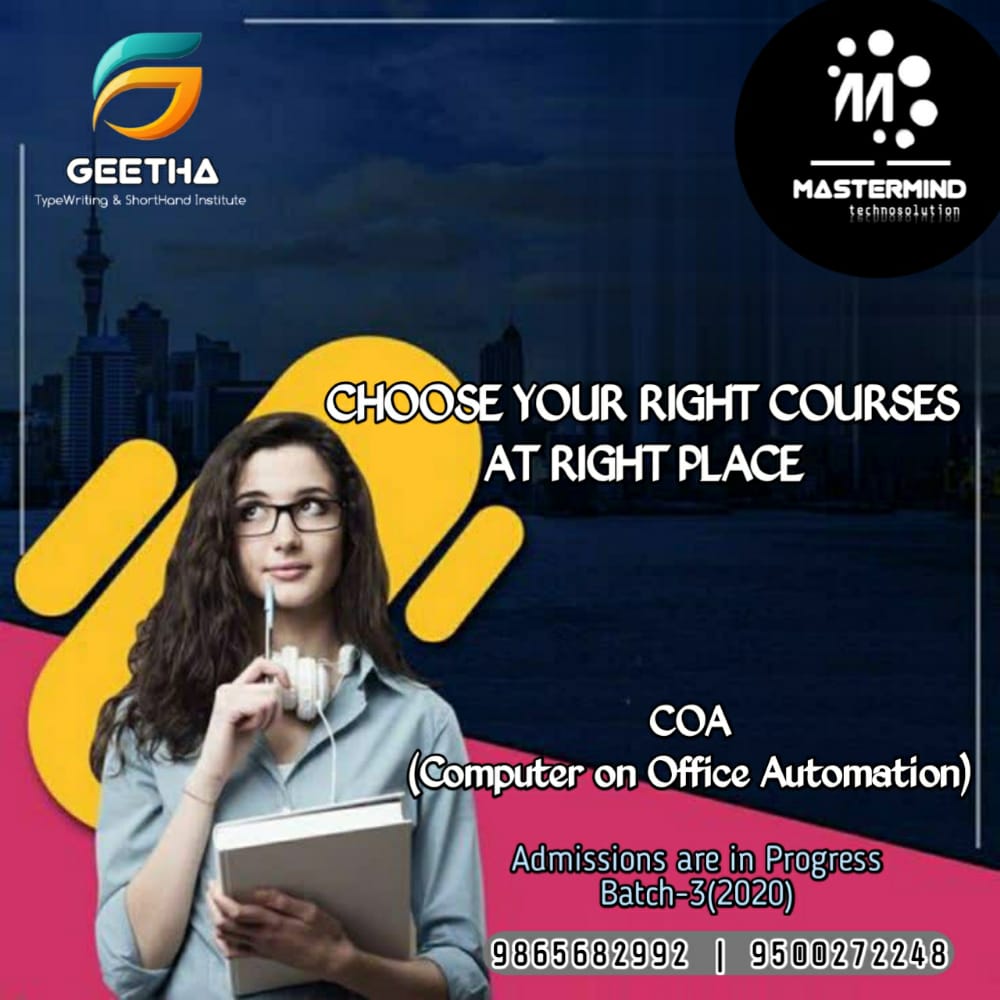 GEETHA
TypeWriting & ShortHand Institute
M
MASTERMIND
technosolution
CHOOSE YOUR RIGHT COURSES
AT RIGHT PLACE
COA
(Computer on Office Automation)
Admissions are in Progress
Batch-3(2020)
9865682992 | 9500272248